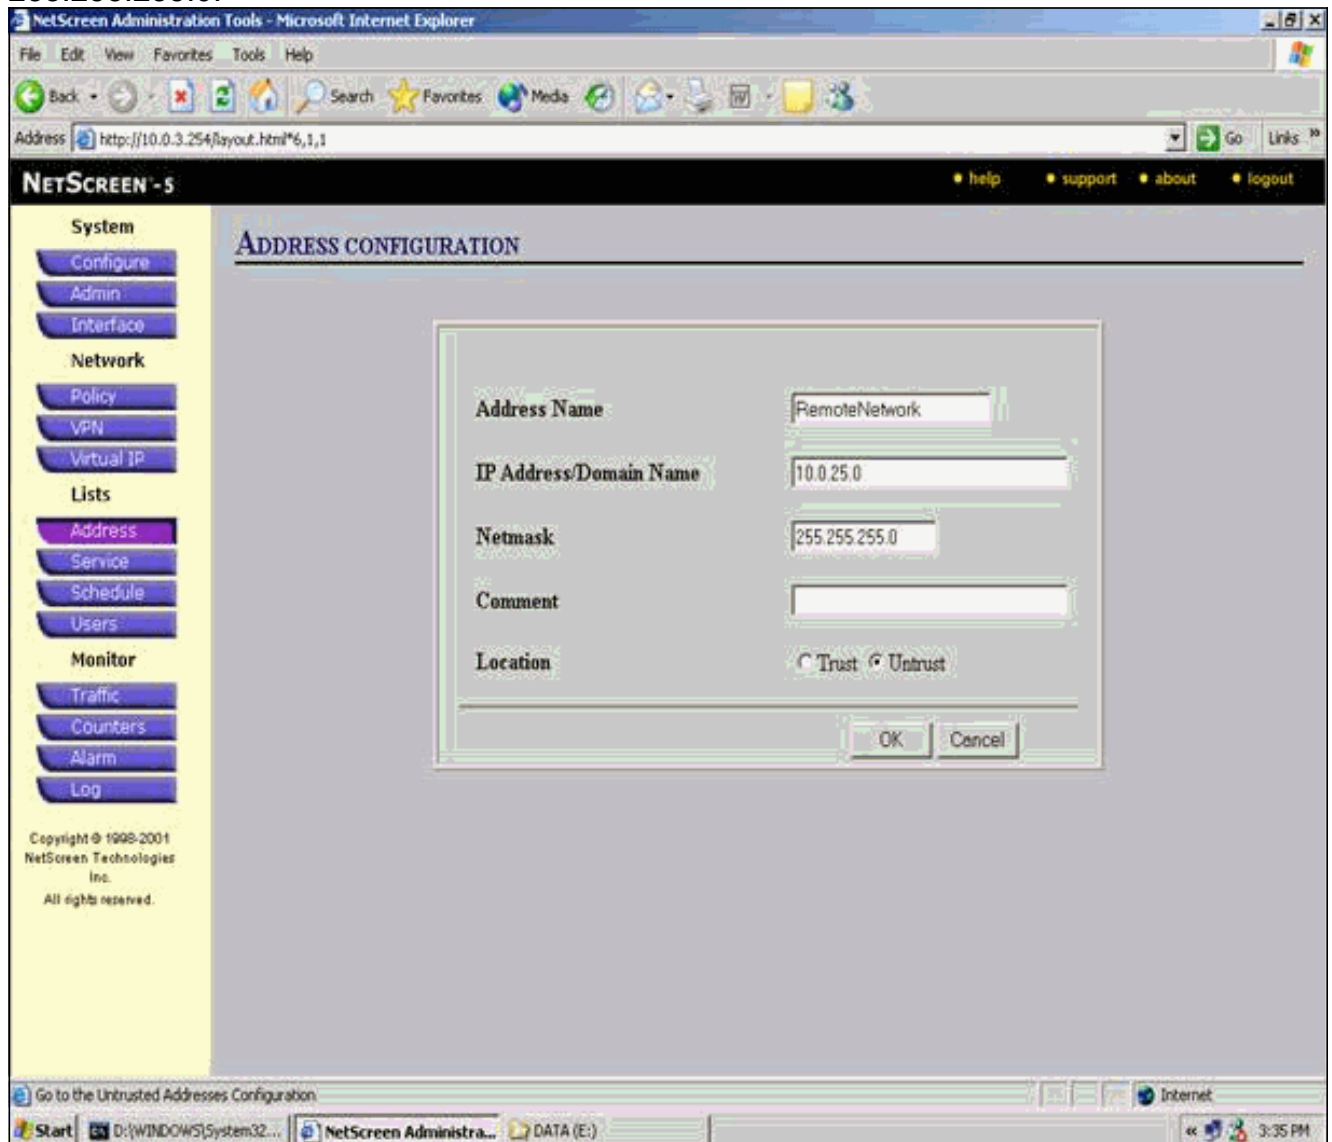 NetScreen Administration Tools - Microsoft Internet Explorer
File Edit View Favorites Tools Help
Back Search Favorites Media
Address http://10.0.3.254/layout.html*6,1,1 Go Links »
NETSCREEN-5 help support about logout
System
Configure
Admin
Interface
Network
Policy
VPN
Virtual IP
Lists
Address
Service
Schedule
Users
Monitor
Traffic
Counters
Alarm
Log
Copyright © 1998-2001
NetScreen Technologies
Inc.
All rights reserved.
ADDRESS CONFIGURATION
Address Name RemoteNetwork
IP Address/Domain Name 10.0.25.0
Netmask 255.255.255.0
Comment
Location Trust Untrust
OK Cancel
Go to the Untrusted Addresses Configuration Internet
Start D:\WINDOWS\System32... NetScreen Administra... DATA (E:) « 3:35 PM